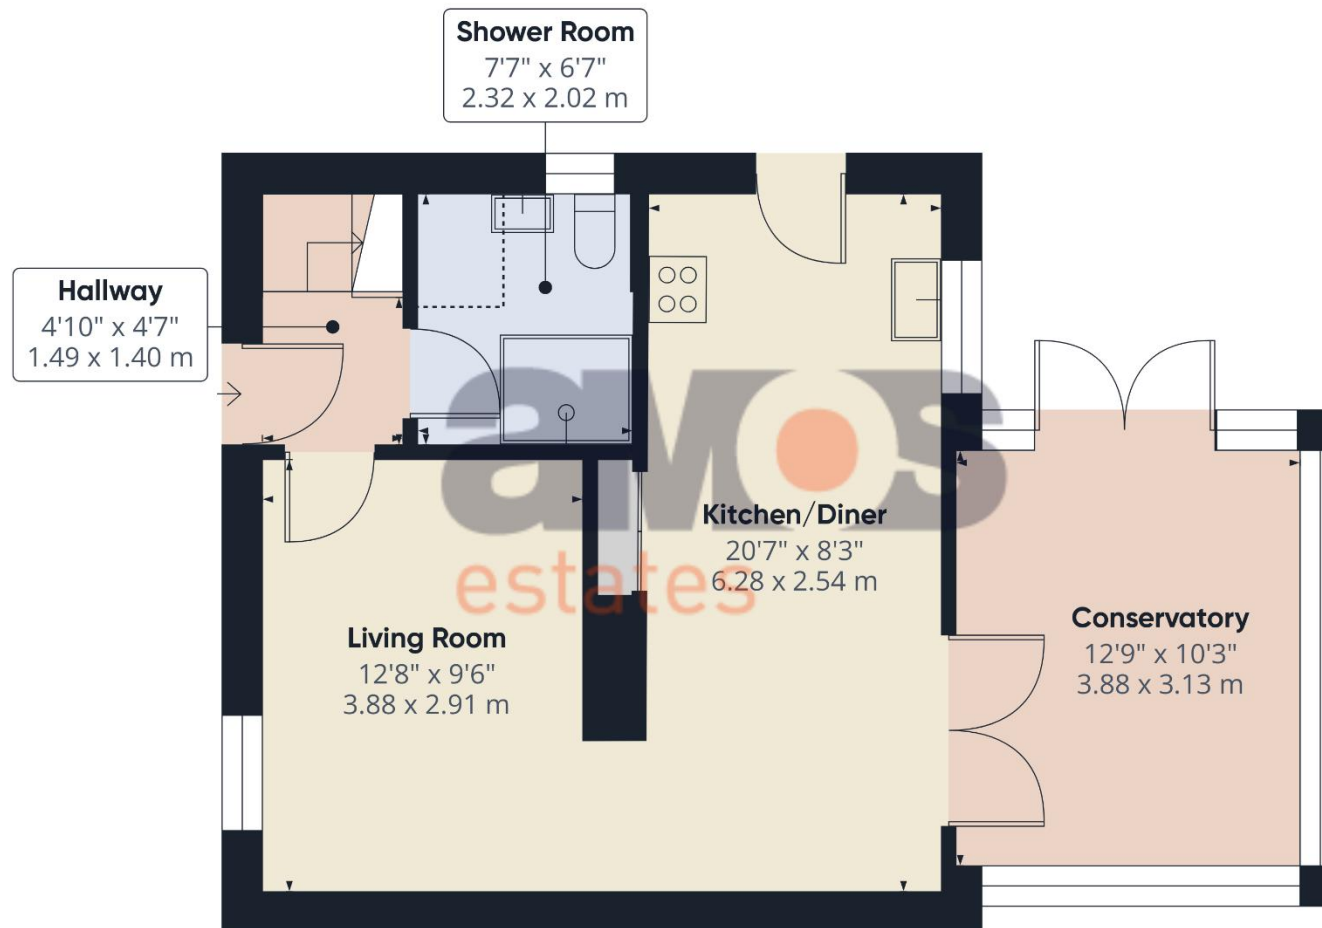 Shower Room
7'7" x 6'7"
2.32 x 2.02 m
Hallway
4'10" x 4'7"
1.49 x 1.40 m
amos
estates
Kitchen/Diner
20'7" x 8'3"
6.28 x 2.54 m
Living Room
12'8" x 9'6"
3.88 x 2.91 m
Conservatory
12'9" x 10'3"
3.88 x 3.13 m